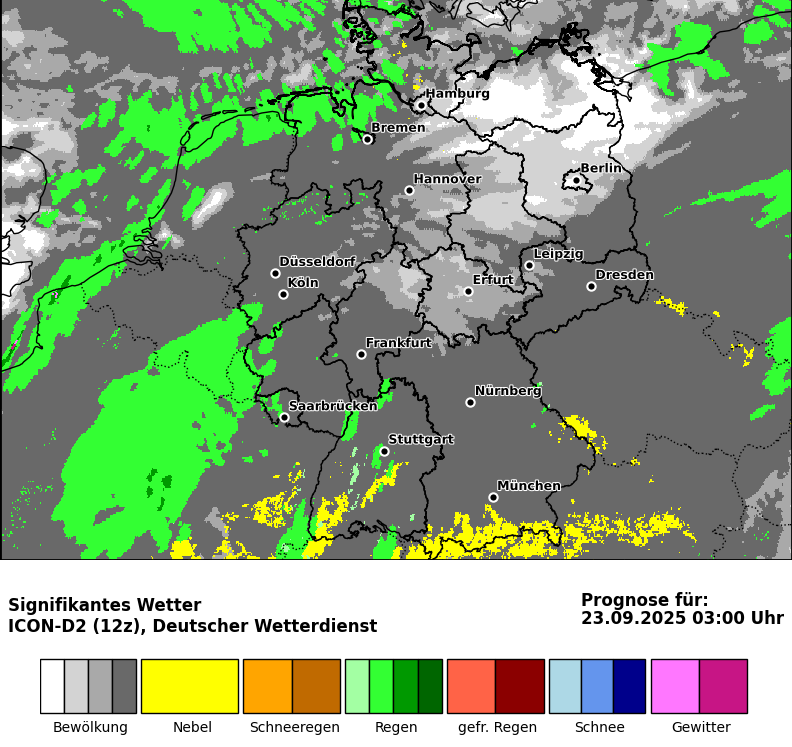 Hamburg
Bremen
Berlin
Hannover
Leipzig
Düsseldorf
Dresden
Erfurt
Köln
Frankfurt
Nürnberg
Saarbrücken
Stuttgart
München
Signifikantes Wetter
ICON-D2 (12z), Deutscher Wetterdienst
Prognose für:
23.09.2025 03:00 Uhr
Bewölkung Nebel Schneeregen Regen gefr. Regen Schnee Gewitter